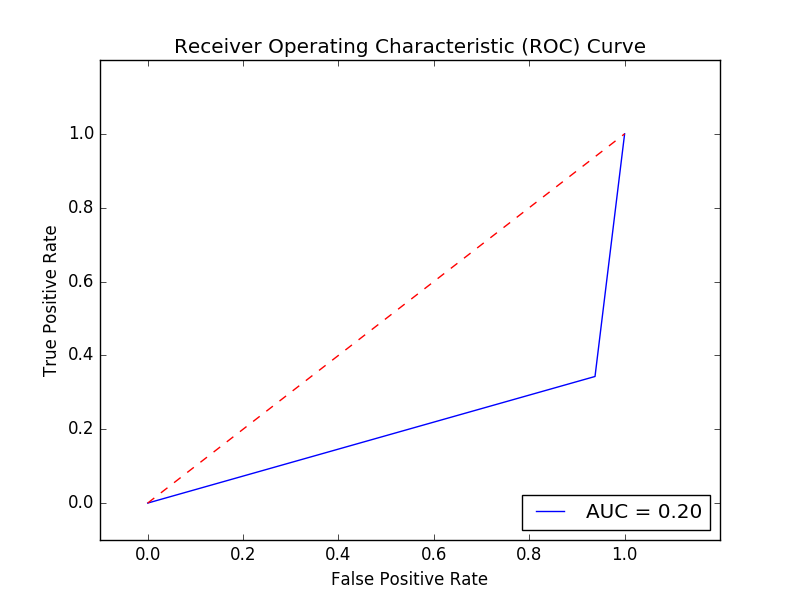 Receiver Operating Characteristic (ROC) Curve
True Positive Rate
1.0
0.8
0.6
0.4
0.2
0.0
AUC = 0.20
0.0 0.2 0.4 0.6 0.8 1.0
False Positive Rate